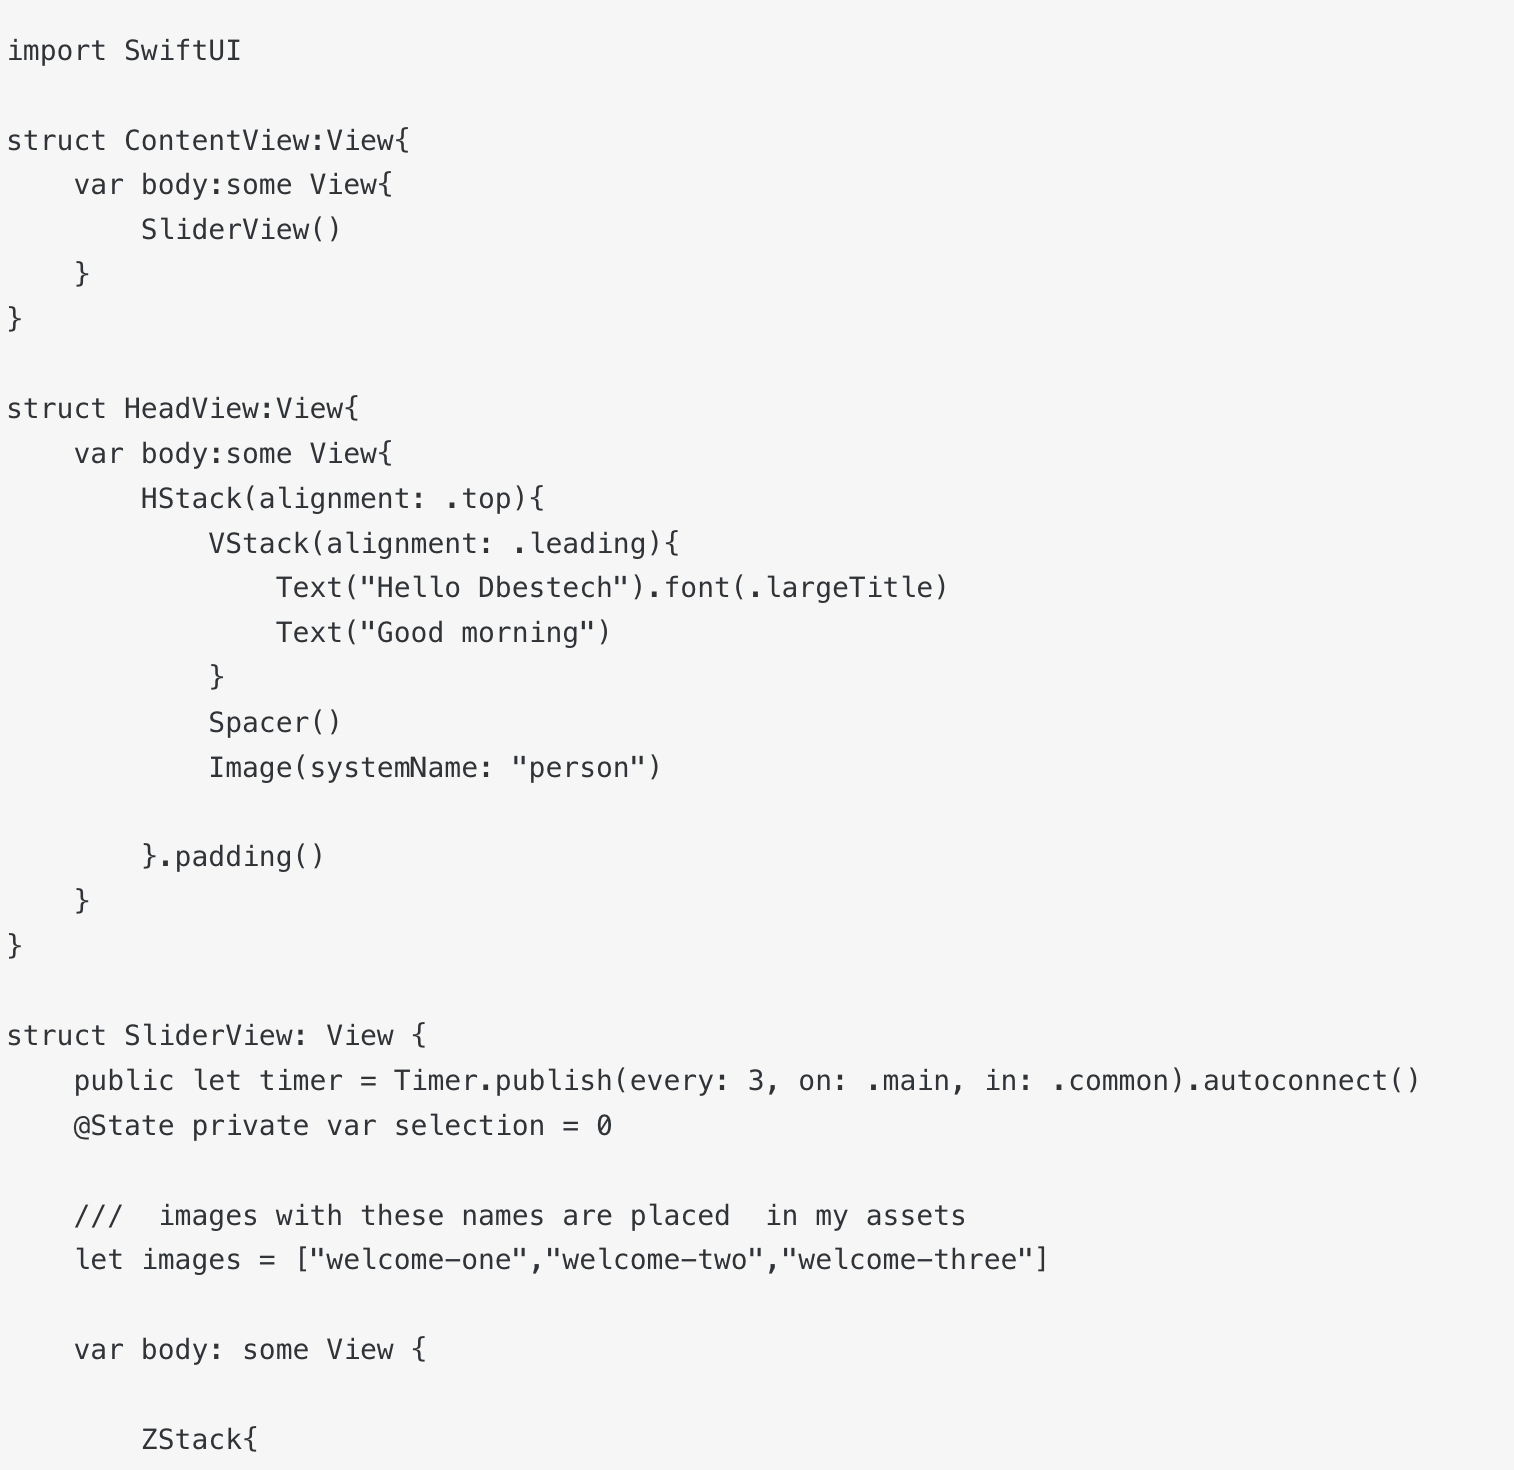 import SwiftUI
struct ContentView:View{
    var body:some View{
        SliderView()
    }
}
struct HeadView:View{
    var body:some View{
        HStack(alignment: .top){
            VStack(alignment: .leading){
                Text("Hello Dbestech").font(.largeTitle)
                Text("Good morning")
            }
            Spacer()
            Image(systemName: "person")
        }.padding()
    }
}
struct SliderView: View {
    public let timer = Timer.publish(every: 3, on: .main, in: .common).autoconnect()
    @State private var selection = 0
    ///  images with these names are placed  in my assets
    let images = ["welcome-one","welcome-two","welcome-three"]
    var body: some View {
        ZStack{